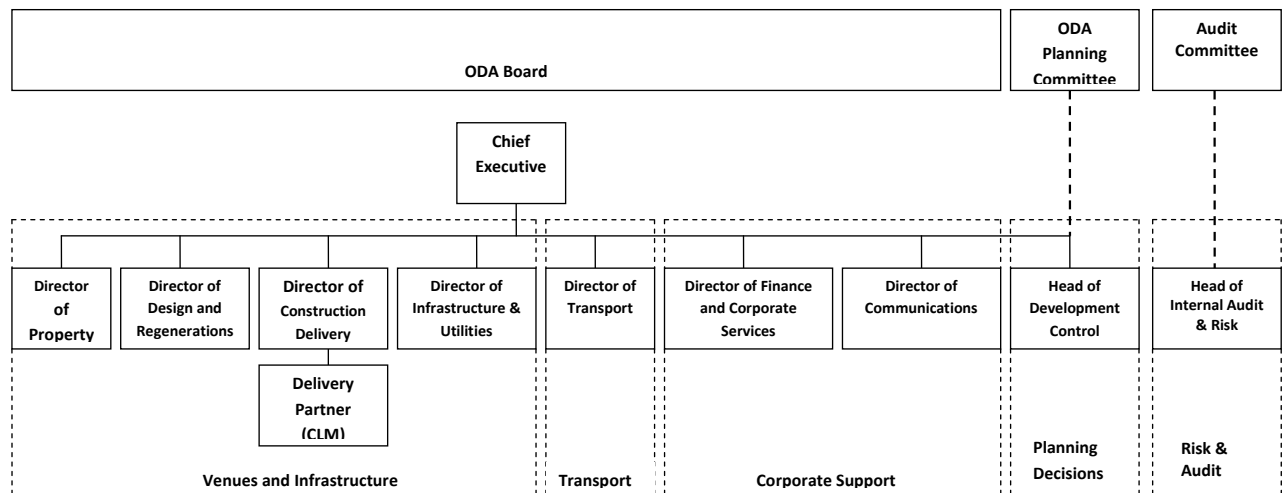 ODA Board
ODA
Planning
Committee
Audit
Committee
Chief
Executive
Director
of
Property
Director of
Design and
Regenerations
Director of
Construction
Delivery
Director of
Infrastructure &
Utilities
Director of
Transport
Director of Finance
and Corporate
Services
Director of
Communications
Head of
Development
Control
Head of
Internal Audit
& Risk
Delivery
Partner
(CLM)
Venues and Infrastructure
Transport
Corporate Support
Planning
Decisions
Risk &
Audit